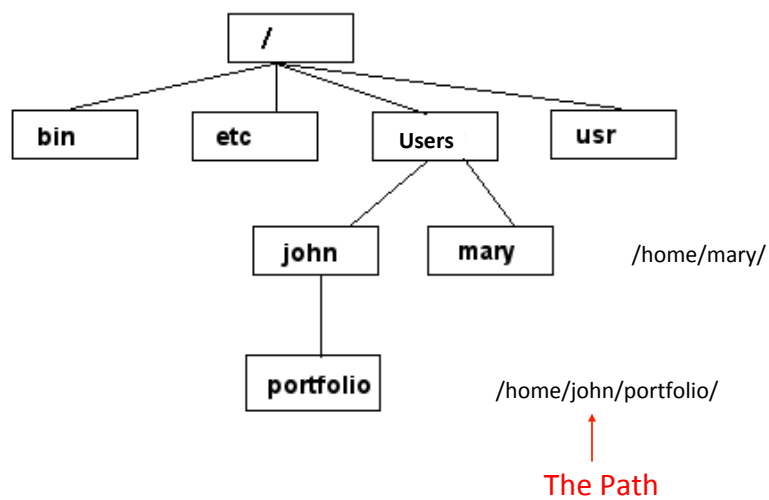 /
bin
etc
Users
usr
john
mary
/home/mary/
portfolio
/home/john/portfolio/
The Path